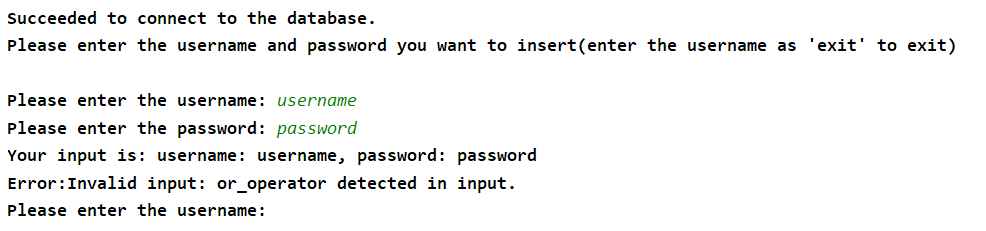 Succeeded to connect to the database.
Please enter the username and password you want to insert(enter the username as 'exit' to exit)
Please enter the username: username
Please enter the password: password
Your input is: username: username, password: password
Error:Invalid input: or_operator detected in input.
Please enter the username: